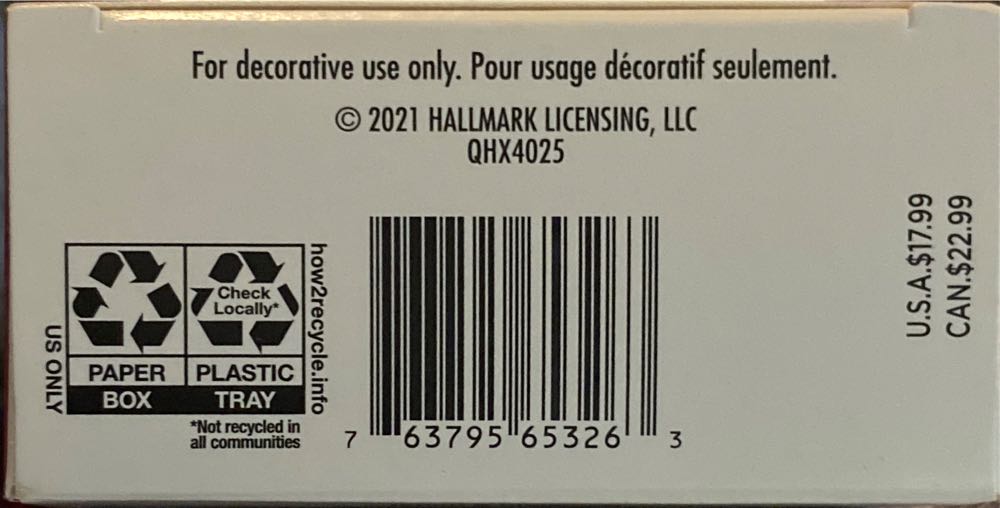 For decorative use only. Pour usage décoratif seulement.
© 2021 HALLMARK LICENSING, LLC
QHX4025
U.S.A.$17.99
CAN.$22.99
US ONLY
Check
Locally*
PAPER
BOX
PLASTIC
TRAY
how2recycle.info
*Not recycled in
all communities
7 63795 65326 3